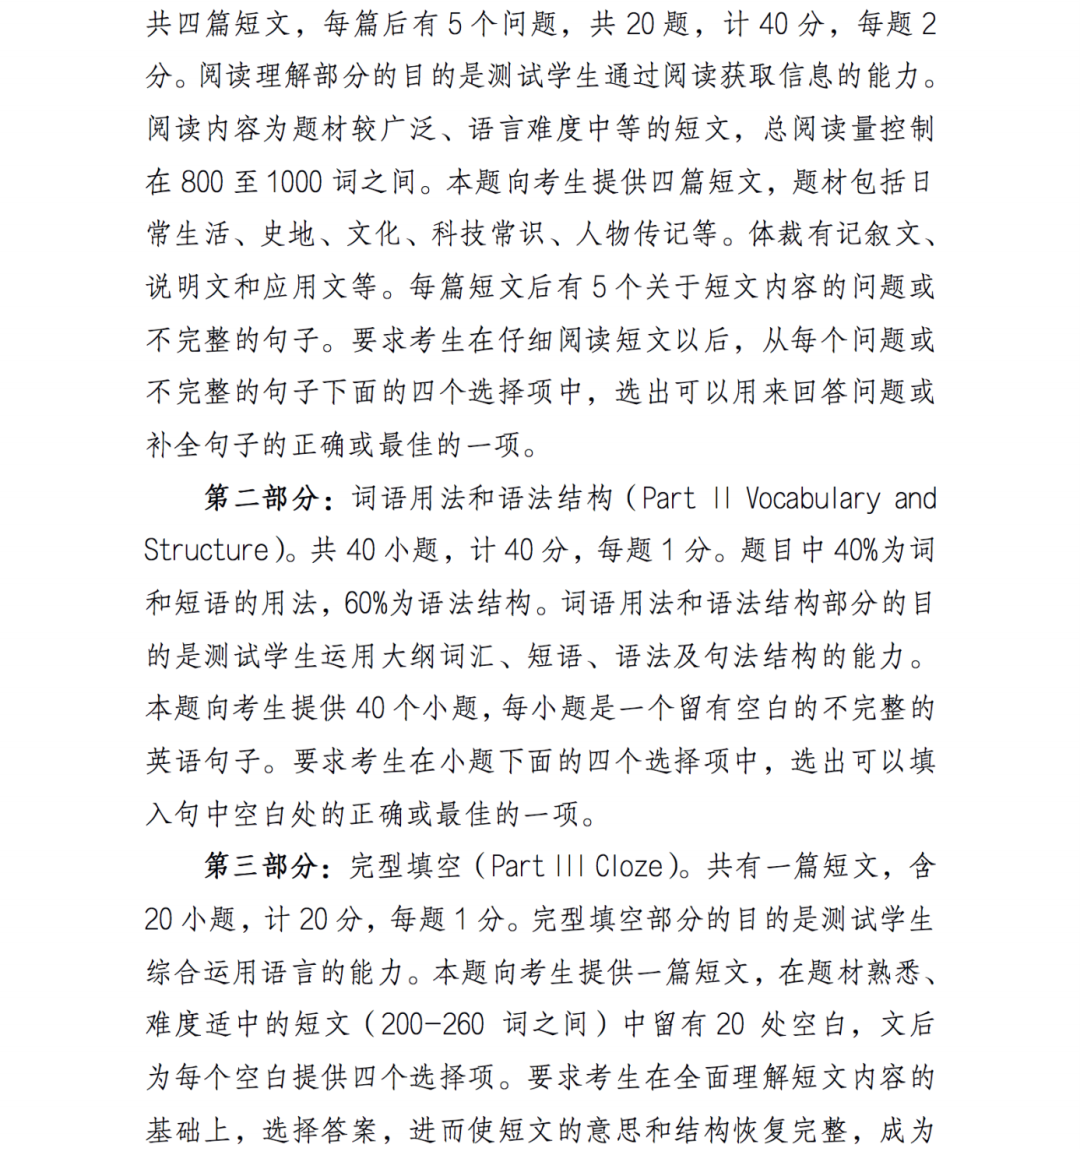 共四篇短文，每篇后有5个问题，共20题，计40分，每题2
分。阅读理解部分的目的是测试学生通过阅读获取信息的能力。
阅读内容为题材较广泛、语言难度中等的短文，总阅读量控制
在800至1000词之间。本题向考生提供四篇短文，题材包括日
常生活、史地、文化、科技常识、人物传记等。体裁有记叙文、
说明文和应用文等。每篇短文后有5个关于短文内容的问题或
不完整的句子。要求考生在仔细阅读短文以后，从每个问题或
不完整的句子下面的四个选择项中，选出可以用来回答问题或
补全句子的正确或最佳的一项。
第二部分：词语用法和语法结构（Part II Vocabulary and
Structure）。共40小题，计40分，每题1分。题目中40%为词
和短语的用法，60%为语法结构。词语用法和语法结构部分的目
的是测试学生运用大纲词汇、短语、语法及句法结构的能力。
本题向考生提供40个小题，每小题是一个留有空白的不完整的
英语句子。要求考生在小题下面的四个选择项中，选出可以填
入句中空白处的正确或最佳的一项。
第三部分：完型填空（Part III Cloze）。共有一篇短文，含
20小题，计20分，每题1分。完型填空部分的目的是测试学生
综合运用语言的能力。本题向考生提供一篇短文，在题材熟悉、
难度适中的短文（200-260 词之间）中留有20 处空白，文后
为每个空白提供四个选择项。要求考生在全面理解短文内容的
基础上，选择答案，进而使短文的意思和结构恢复完整，成为